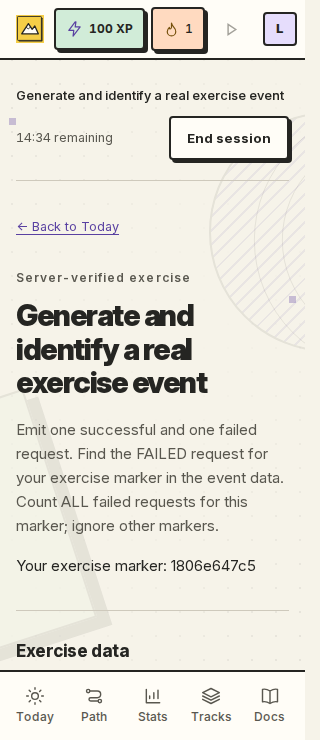 100 XP
1
L
Generate and identify a real exercise event
14:34 remaining
End session
← Back to Today
Server-verified exercise
Generate and
identify a real
exercise event
Emit one successful and one failed
request. Find the FAILED request for
your exercise marker in the event data.
Count ALL failed requests for this
marker; ignore other markers.
Your exercise marker: 1806e647c5
Exercise data
Today
Path
Stats
Tracks
Docs